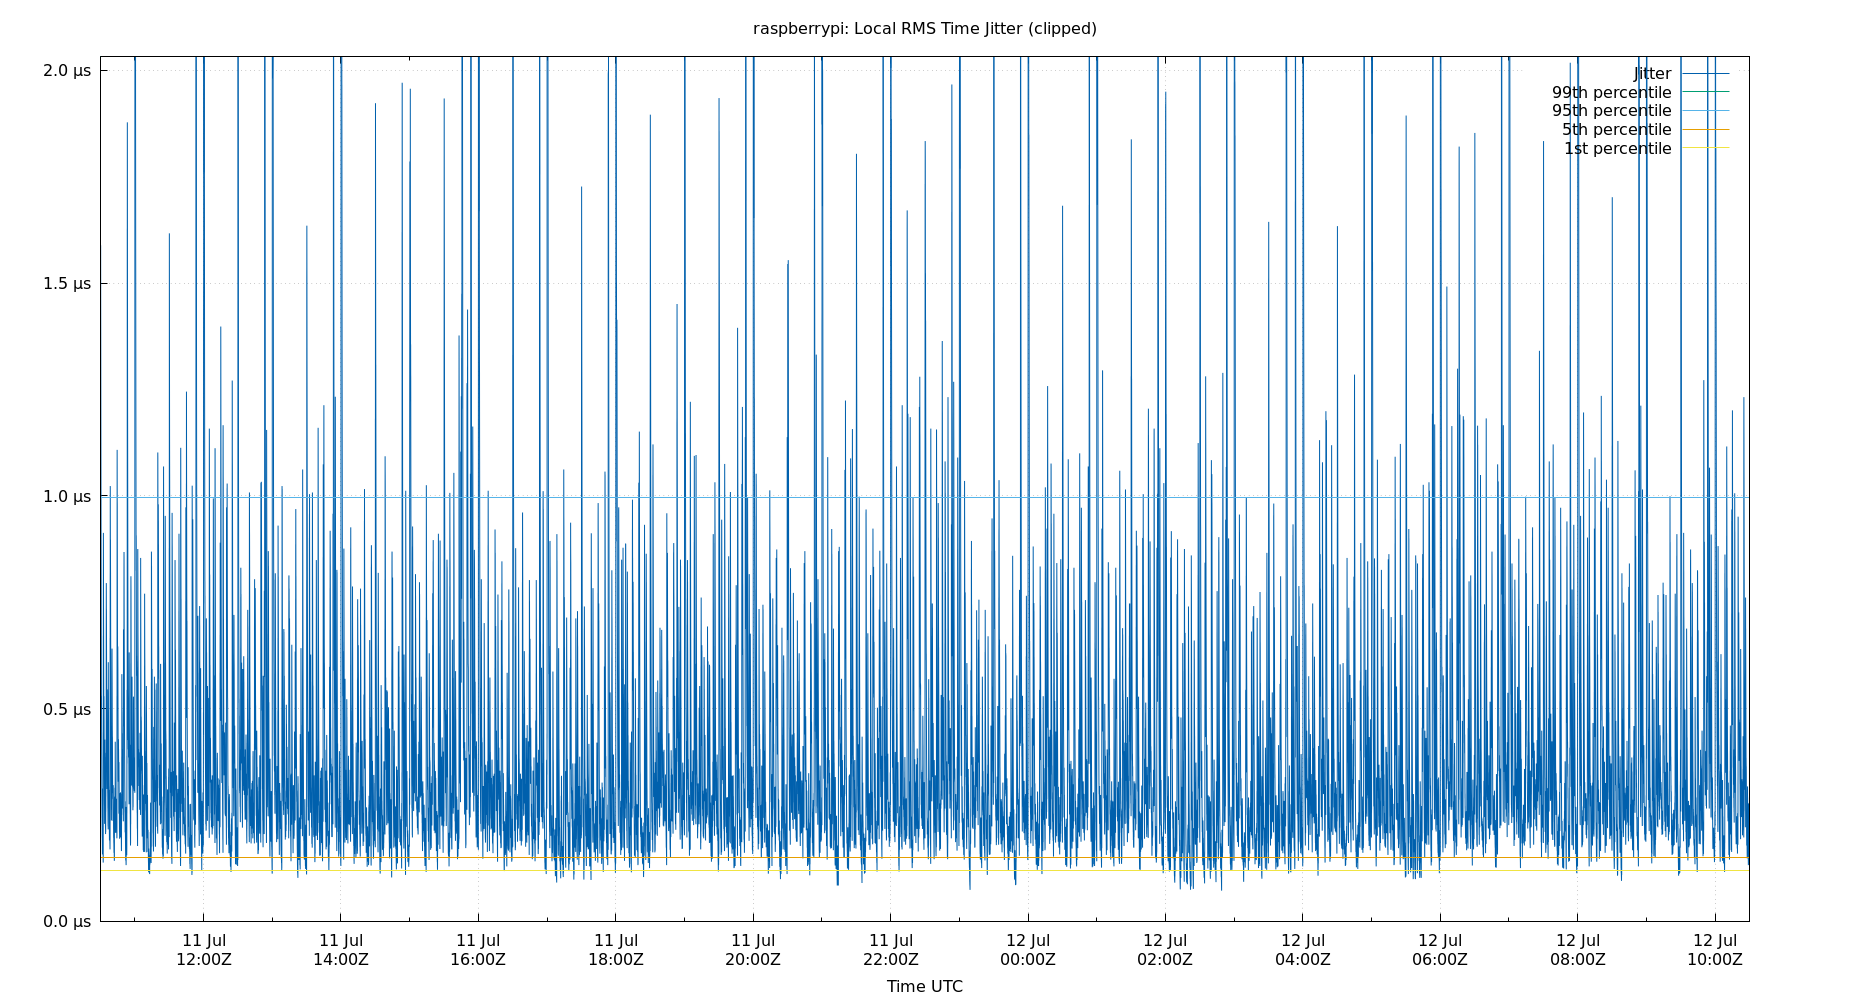 raspberrypi: Local RMS Time Jitter (clipped)
2.0 µs
1.5 µs
1.0 µs
0.5 µs
0.0 µs
Jitter
99th percentile
95th percentile
5th percentile
1st percentile
11 Jul 11 Jul 11 Jul 11 Jul 11 Jul 11 Jul 12 Jul 12 Jul 12 Jul 12 Jul 12 Jul 12 Jul
12:00Z 14:00Z 16:00Z 18:00Z 20:00Z 22:00Z 00:00Z 02:00Z 04:00Z 06:00Z 08:00Z 10:00Z
Time UTC